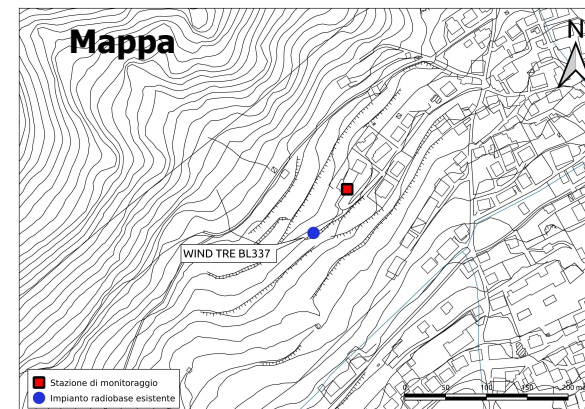 Mappa
N
WIND TRE BL337
Stazione di monitoraggio
Impianto radiobase esistente
0 50 100 150 200 m